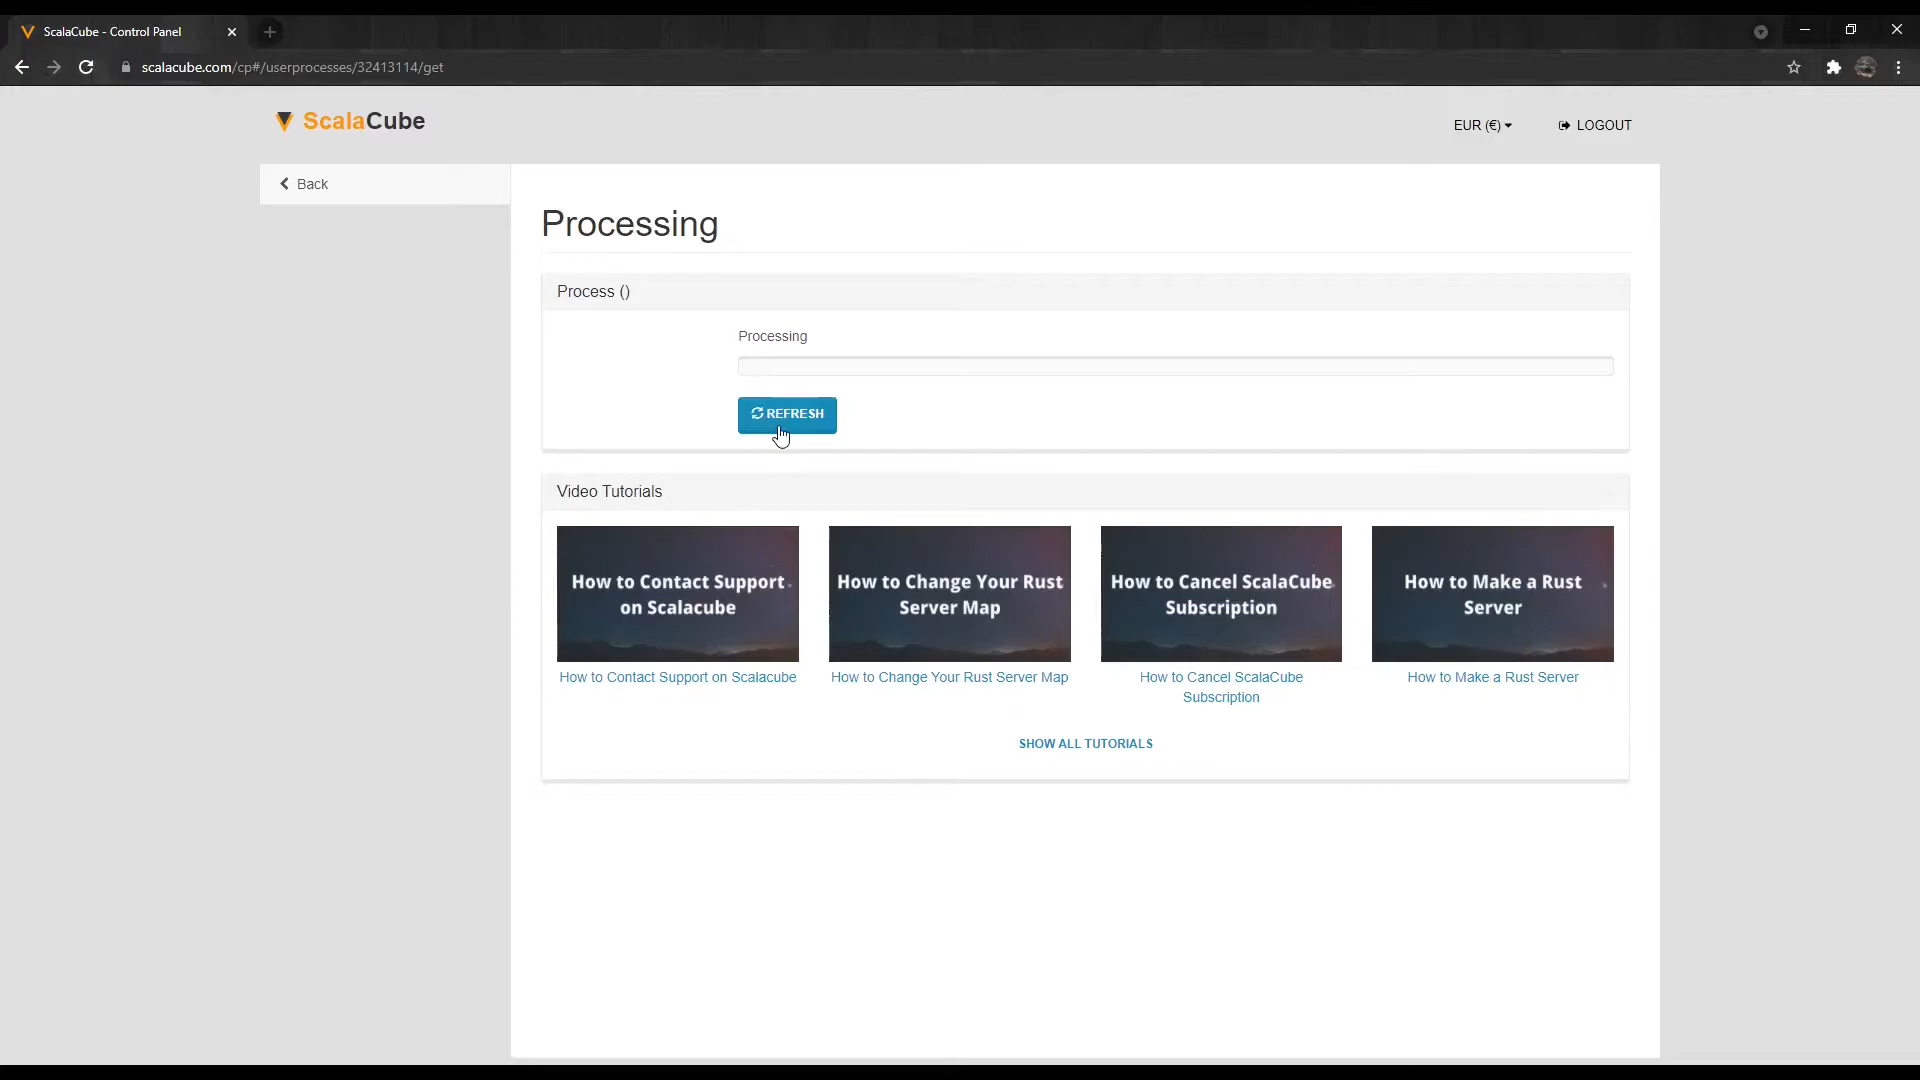 ScalaCube - Control Panel
scalacube.com/cp#/userprocesses/32413114/get
ScalaCube
EUR (€)
LOGOUT
Back
Processing
Process ()
Processing
REFRESH
Video Tutorials
How to Contact Support
on Scalacube
How to Change Your Rust
Server Map
How to Cancel ScalaCube
Subscription
How to Make a Rust
Server
How to Contact Support on Scalacube
How to Change Your Rust Server Map
How to Cancel ScalaCube
Subscription
How to Make a Rust Server
SHOW ALL TUTORIALS